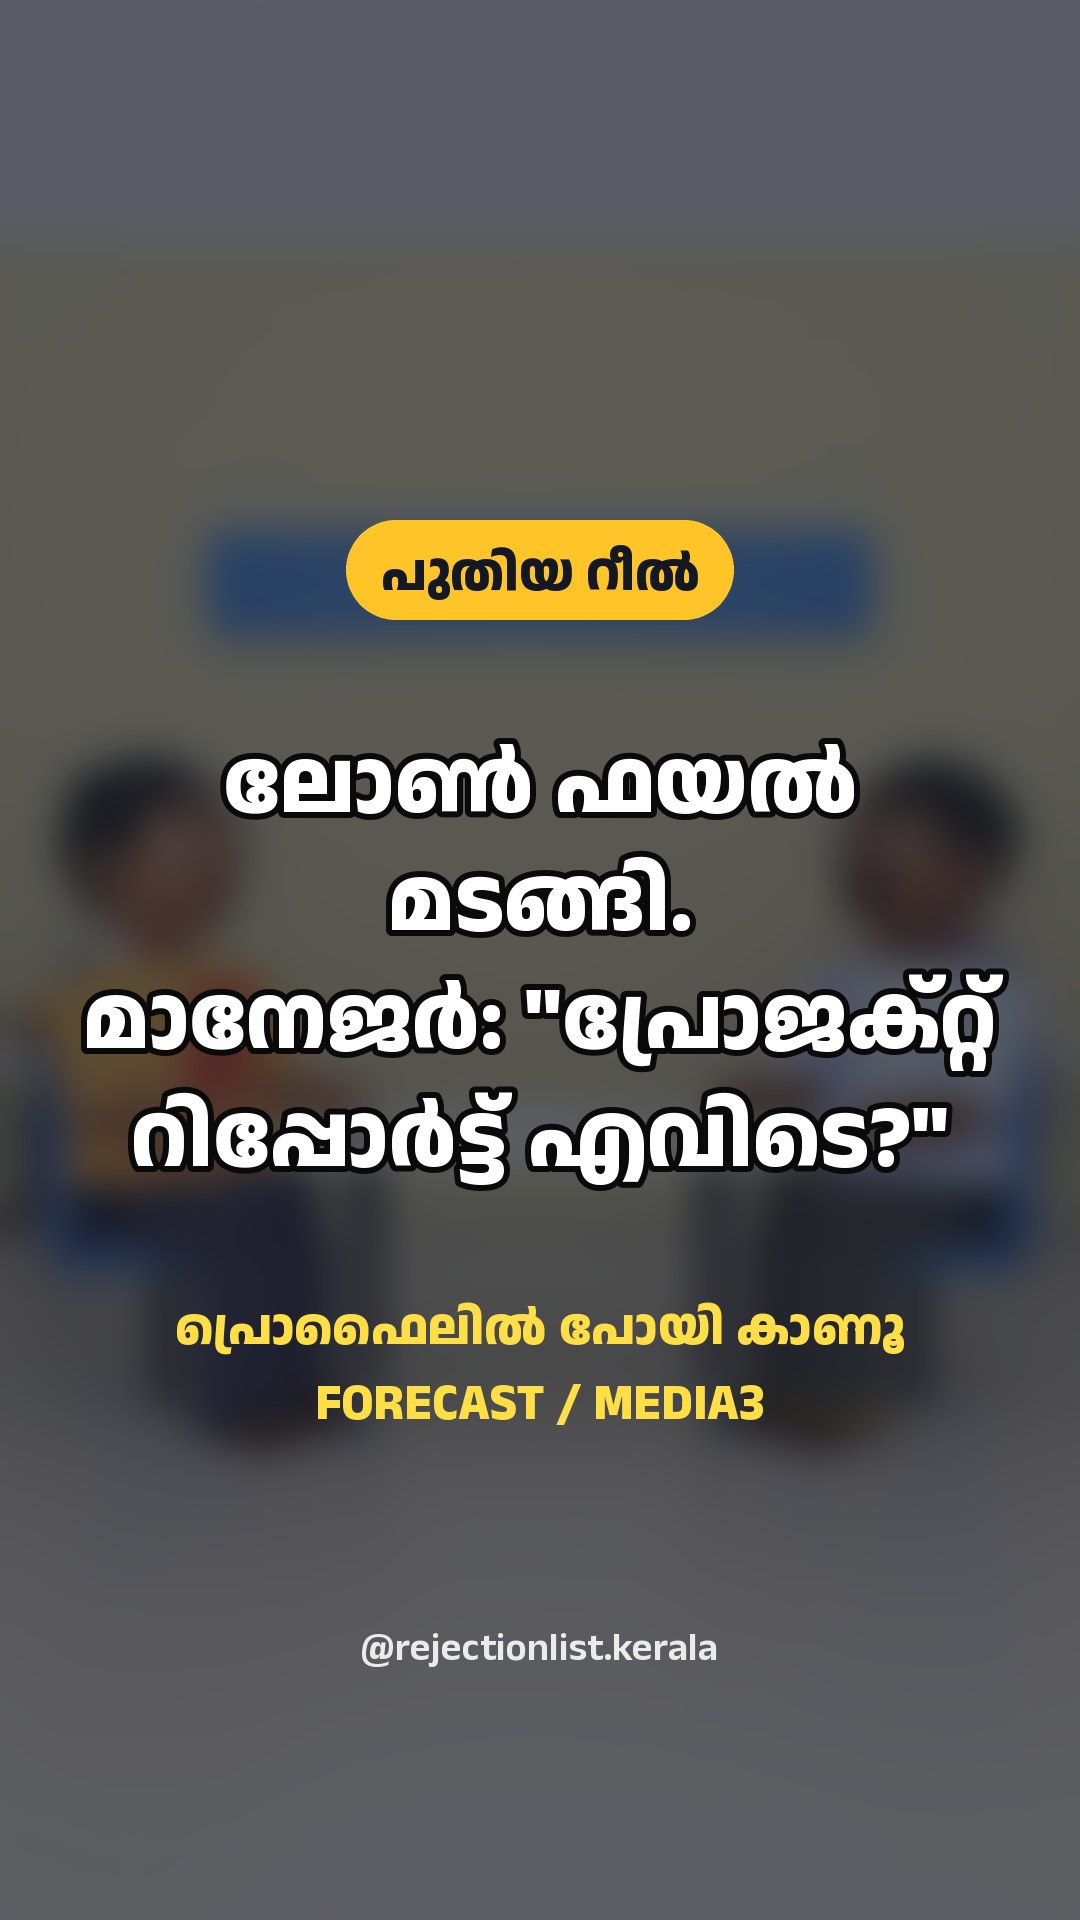 പുതിയ റീൽ
ലോൺ ഫയൽ
മടങ്ങി.
മാനേജർ: "പ്രോജക്റ്റ്
റിപ്പോർട്ട് എവിടെ?"
പ്രൊഫൈലിൽ പോയി കാണൂ
FORECAST / MEDIA3
@rejectionlist.kerala